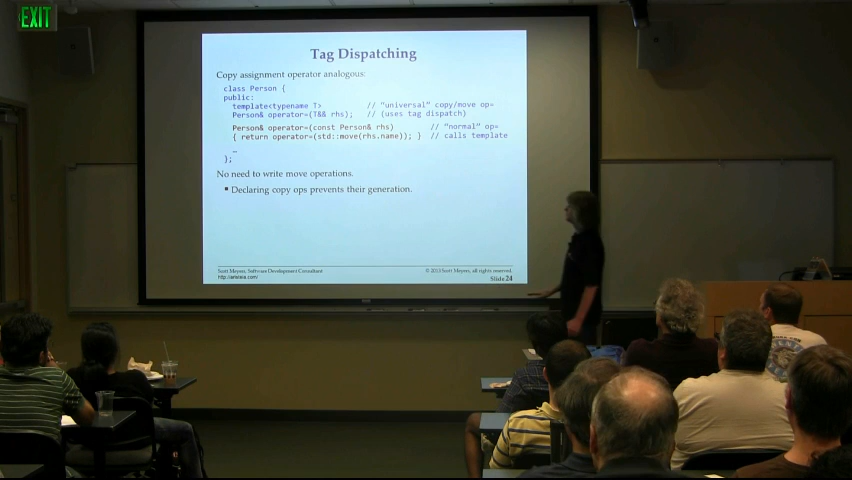 EXIT
Tag Dispatching
Copy assignment operator analogous:
class Person {
public:
template<typename T> // "universal" copy/move op=
Person& operator=(T&& rhs); // (uses tag dispatch)
Person& operator=(const Person& rhs) // "normal" op=
{ return operator=(std::move(rhs.name)); } // calls template
…
};
No need to write move operations.
▪ Declaring copy ops prevents their generation.
Scott Meyers, Software Development Consultant © 2013 Scott Meyers, all rights reserved.
http://aristeia.com/ Slide 24